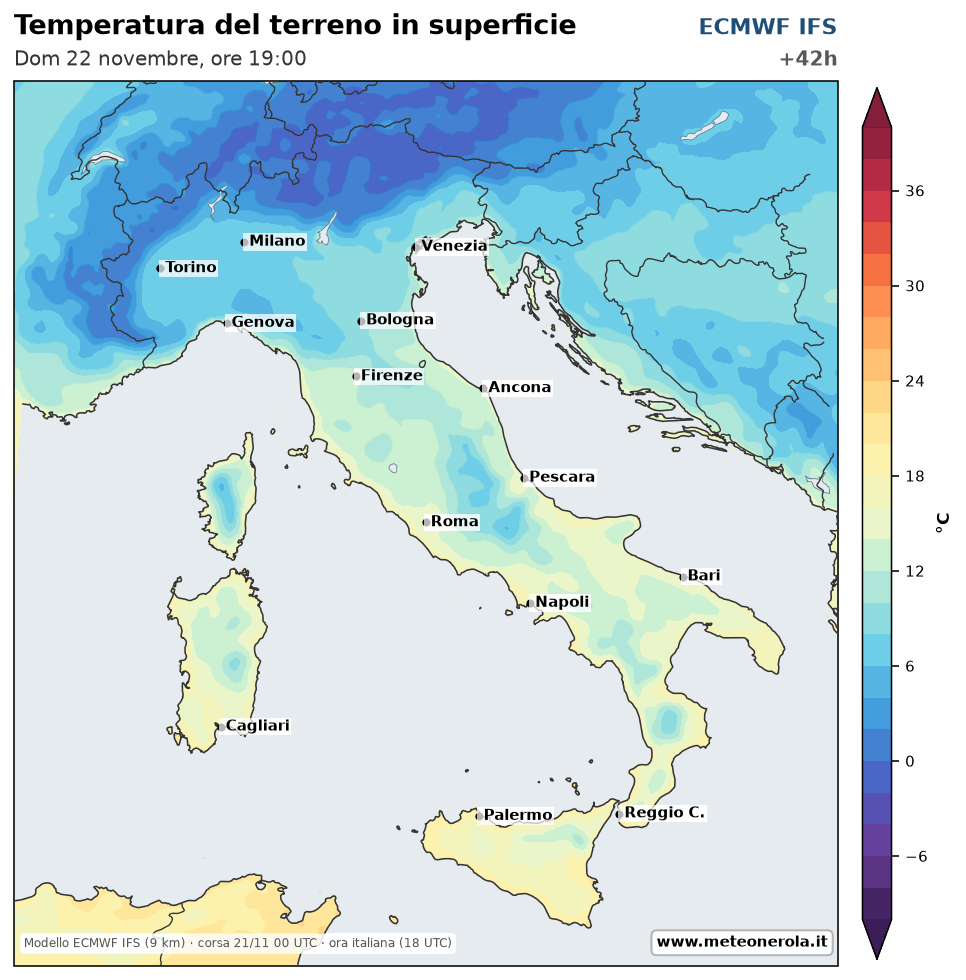 Temperatura del terreno in superficie
ECMWF IFS
Dom 22 novembre, ore 19:00
+42h
Milano
Venezia
Torino
Genova
Bologna
Firenze
Ancona
Pescara
Roma
Bari
Napoli
Cagliari
Palermo
Reggio C.
36
30
24
18
12
6
0
−6
°C
Modello ECMWF IFS (9 km) · corsa 21/11 00 UTC · ora italiana (18 UTC)
www.meteonerola.it